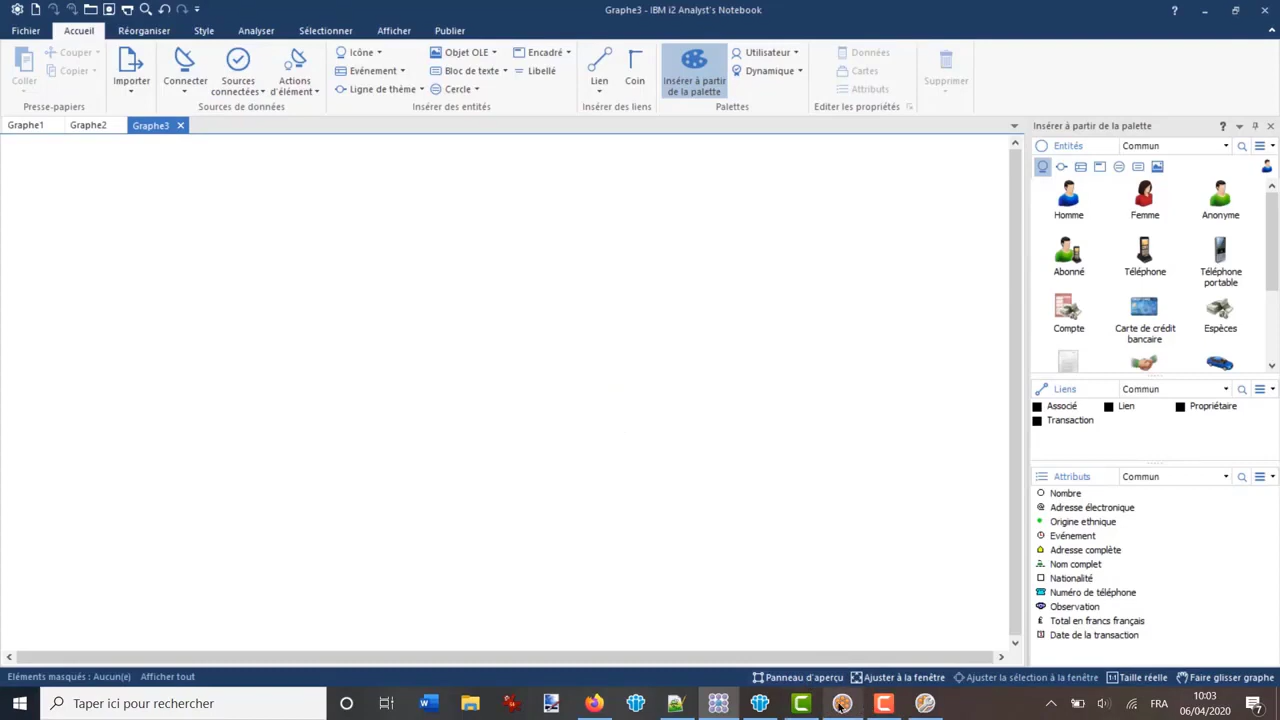 Graphe3 - IBM i2 Analyst's Notebook
Fichier Accueil Réorganiser Style Analyser Sélectionner Afficher Publier
Coller
Couper
Copier
Presse-papiers
Importer
Connecter
Sources connectées
Actions d'élément
Sources de données
Icône
Evénement
Ligne de thème
Objet OLE
Bloc de texte
Cercle
Encadré
Libellé
Insérer des entités
Lien
Coin
Insérer des liens
Insérer à partir de la palette
Utilisateur
Dynamique
Palettes
Données
Cartes
Attributs
Editer les propriétés
Supprimer
Graphe1 Graphe2 Graphe3
Insérer à partir de la palette
Entités Commun
Homme Femme Anonyme
Abonné Téléphone Téléphone portable
Compte Carte de crédit bancaire Espèces
Liens Commun
Associé Lien Propriétaire
Transaction
Attributs Commun
Nombre
Adresse électronique
Origine ethnique
Evénement
Adresse complète
Nom complet
Nationalité
Numéro de téléphone
Observation
Total en francs français
Date de la transaction
Eléments masqués : Aucun(e) Afficher tout
Panneau d'aperçu Ajuster à la fenêtre Ajuster la sélection à la fenêtre Taille réelle Faire glisser graphe
Taper ici pour rechercher
FRA
10:03
06/04/2020
7